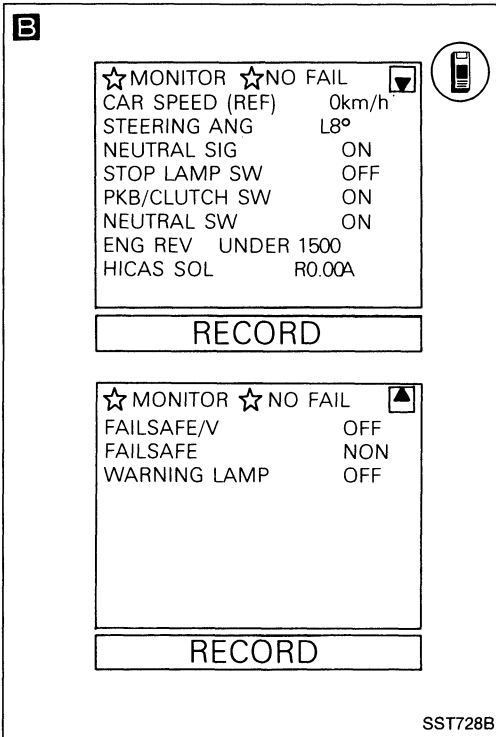 B
☆MONITOR ☆NO FAIL ▼
CAR SPEED (REF) 0km/h
STEERING ANG L8°
NEUTRAL SIG ON
STOP LAMP SW OFF
PKB/CLUTCH SW ON
NEUTRAL SW ON
ENG REV UNDER 1500
HICAS SOL R0.00A
RECORD
☆MONITOR ☆NO FAIL ▲
FAILSAFE/V OFF
FAILSAFE NON
WARNING LAMP OFF
RECORD
SST728B